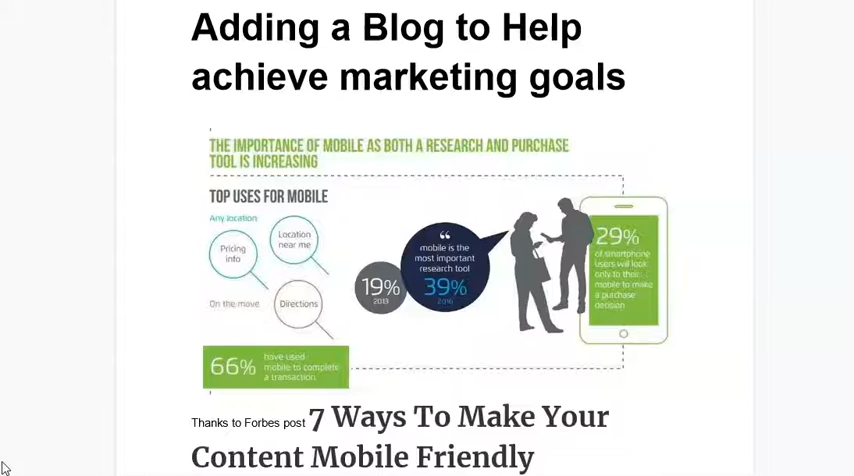 Adding a Blog to Help
achieve marketing goals
THE IMPORTANCE OF MOBILE AS BOTH A RESEARCH AND PURCHASE
TOOL IS INCREASING
TOP USES FOR MOBILE
Any location
Pricing
info
Location
near me
On the move
Directions
66%
have used
mobile to complete
a transaction.
19%
2013
“
mobile is the
most important
research tool
39%
2016
29%
of smartphone
users will look
only to their
mobile to make
a purchase
decision
Thanks to Forbes post 7 Ways To Make Your
Content Mobile Friendly